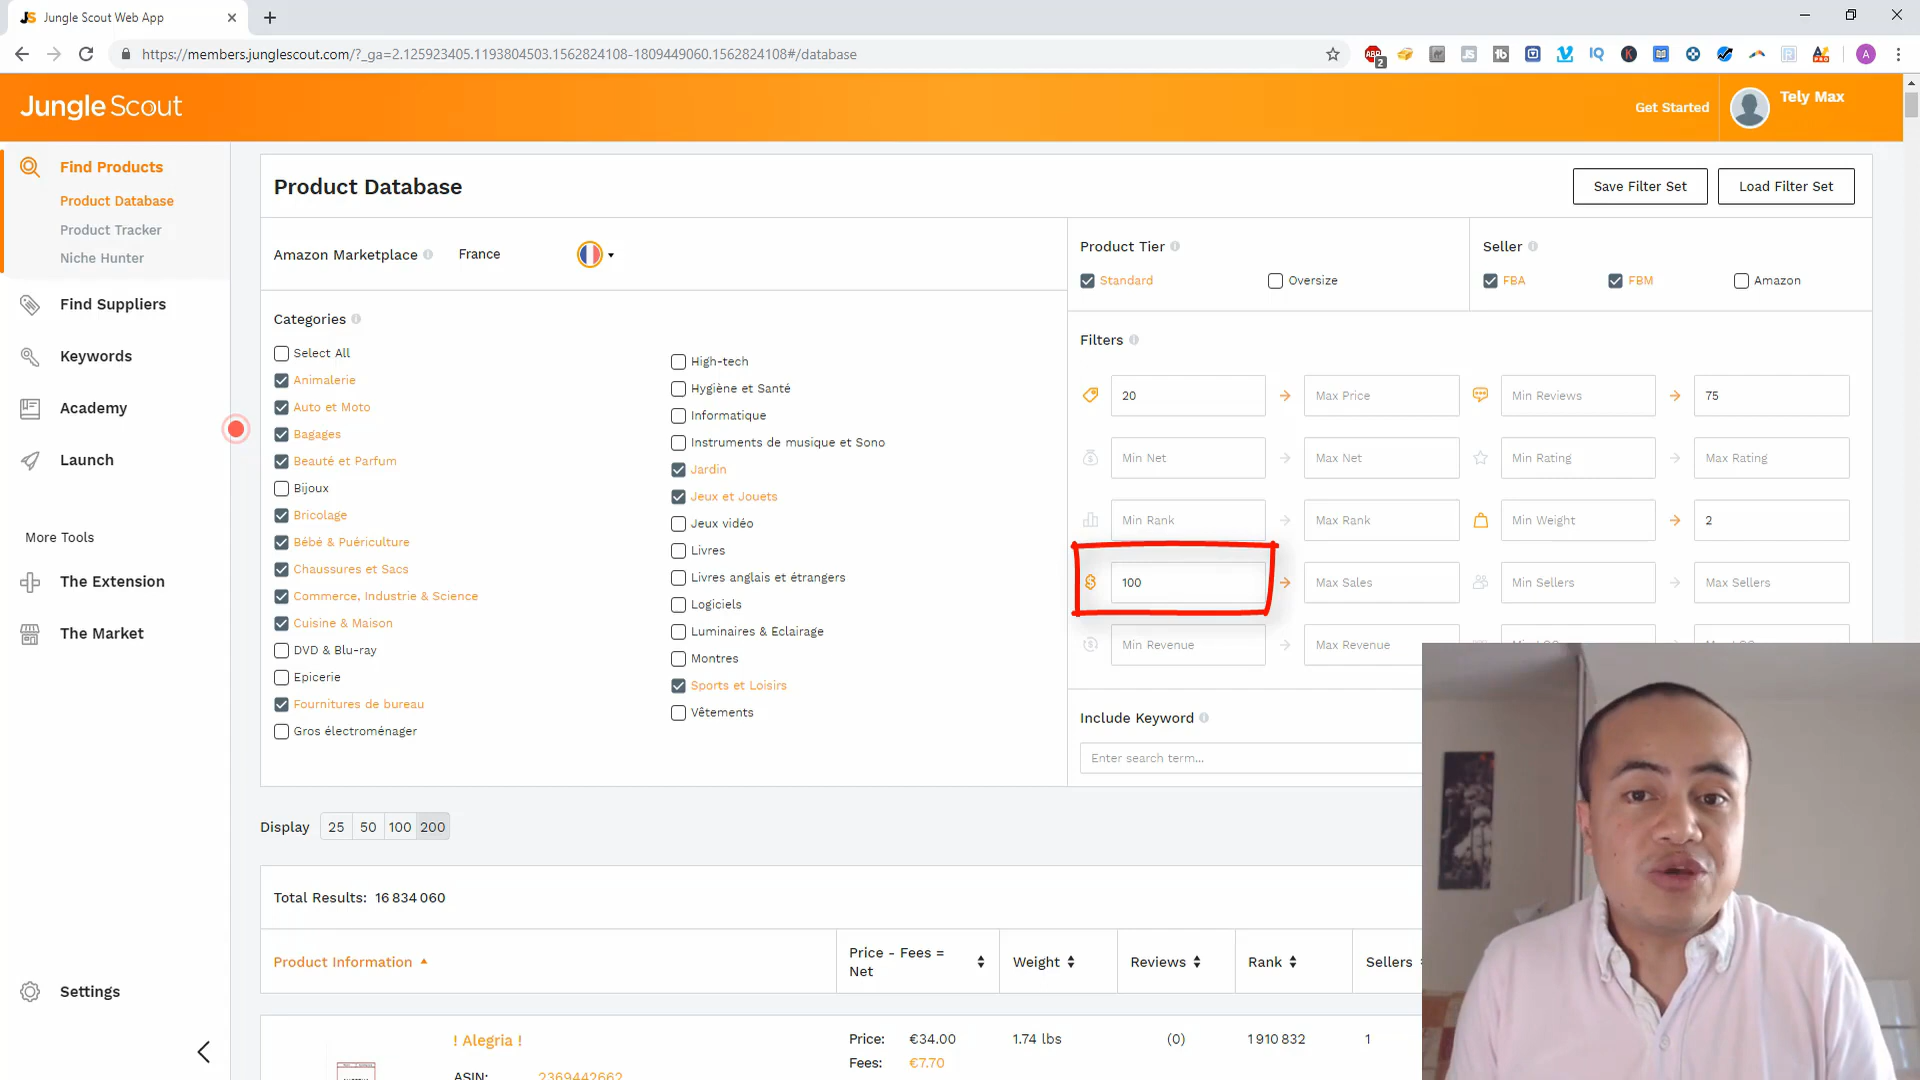 Jungle Scout Web App
https://members.junglescout.com/?_ga=2.125923405.1193804503.1562824108-1809449060.1562824108#/database
Jungle Scout
Get Started
Tely Max
Find Products
Product Database
Product Tracker
Niche Hunter
Find Suppliers
Keywords
Academy
Launch
More Tools
The Extension
The Market
Settings
Product Database
Save Filter Set
Load Filter Set
Amazon Marketplace
France
Product Tier
Standard
Oversize
Seller
FBA
FBM
Amazon
Categories
Select All
Animalerie
Auto et Moto
Bagages
Beauté et Parfum
Bijoux
Bricolage
Bébé & Puériculture
Chaussures et Sacs
Commerce, Industrie & Science
Cuisine & Maison
DVD & Blu-ray
Epicerie
Fournitures de bureau
Gros électroménager
High-tech
Hygiène et Santé
Informatique
Instruments de musique et Sono
Jardin
Jeux et Jouets
Jeux vidéo
Livres
Livres anglais et étrangers
Logiciels
Luminaires & Eclairage
Montres
Sports et Loisirs
Vêtements
Filters
20 Max Price Min Reviews 75
Min Net Max Net Min Rating Max Rating
Min Rank Max Rank Min Weight 2
100 Max Sales Min Sellers Max Sellers
Min Revenue Max Revenue
Include Keyword
Enter search term...
Display 25 50 100 200
Total Results: 16 834 060
Product Information
Price - Fees =
Net
Weight
Reviews
Rank
Sellers
! Alegria !
Price: €34.00 1.74 lbs (0) 1 910 832 1
Fees: €7.70
ASIN: 2369442662